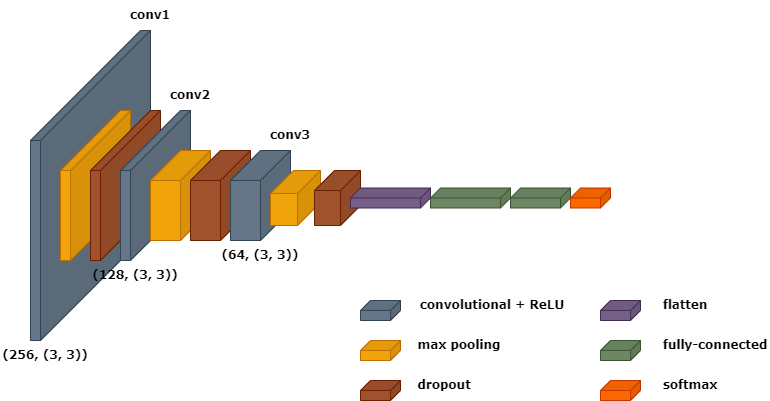 conv1
conv2
conv3
(64, (3, 3))
(128, (3, 3))
(256, (3, 3))
convolutional + ReLU
flatten
max pooling
fully-connected
dropout
softmax